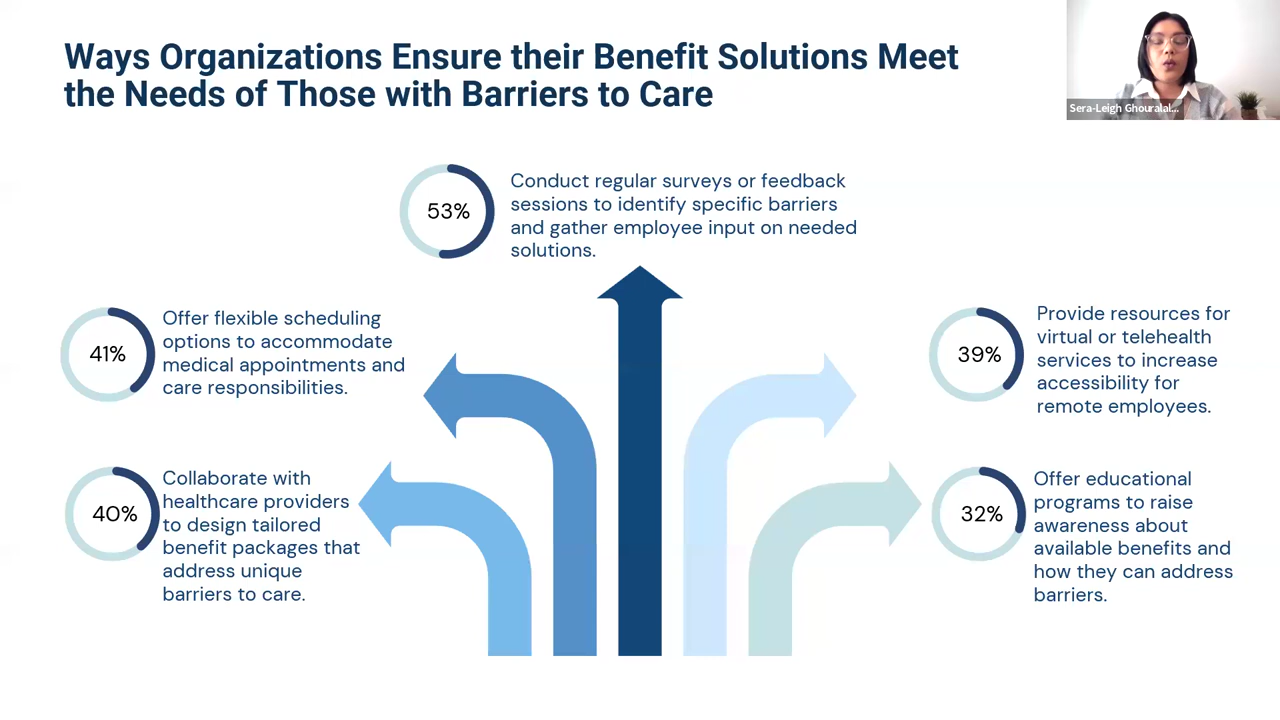 Ways Organizations Ensure their Benefit Solutions Meet
the Needs of Those with Barriers to Care
Sera-Leigh Ghouralal...
53%
Conduct regular surveys or feedback
sessions to identify specific barriers
and gather employee input on needed
solutions.
41%
Offer flexible scheduling
options to accommodate
medical appointments and
care responsibilities.
39%
Provide resources for
virtual or telehealth
services to increase
accessibility for
remote employees.
40%
Collaborate with
healthcare providers
to design tailored
benefit packages that
address unique
barriers to care.
32%
Offer educational
programs to raise
awareness about
available benefits and
how they can address
barriers.